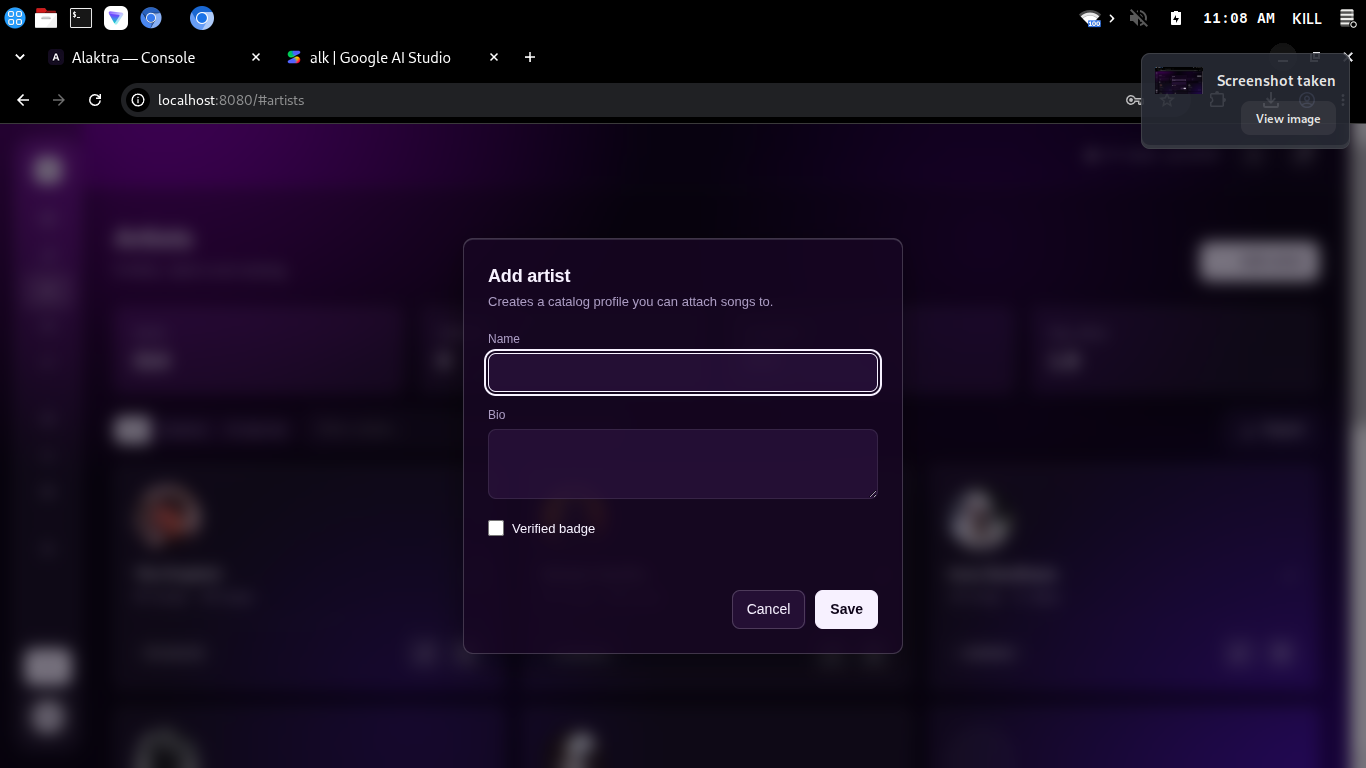 11:08 AM KILL
Alaktra — Console
alk | Google AI Studio
localhost:8080/#artists
Screenshot taken
View image
Add artist
Creates a catalog profile you can attach songs to.
Name
Bio
Verified badge
Cancel
Save